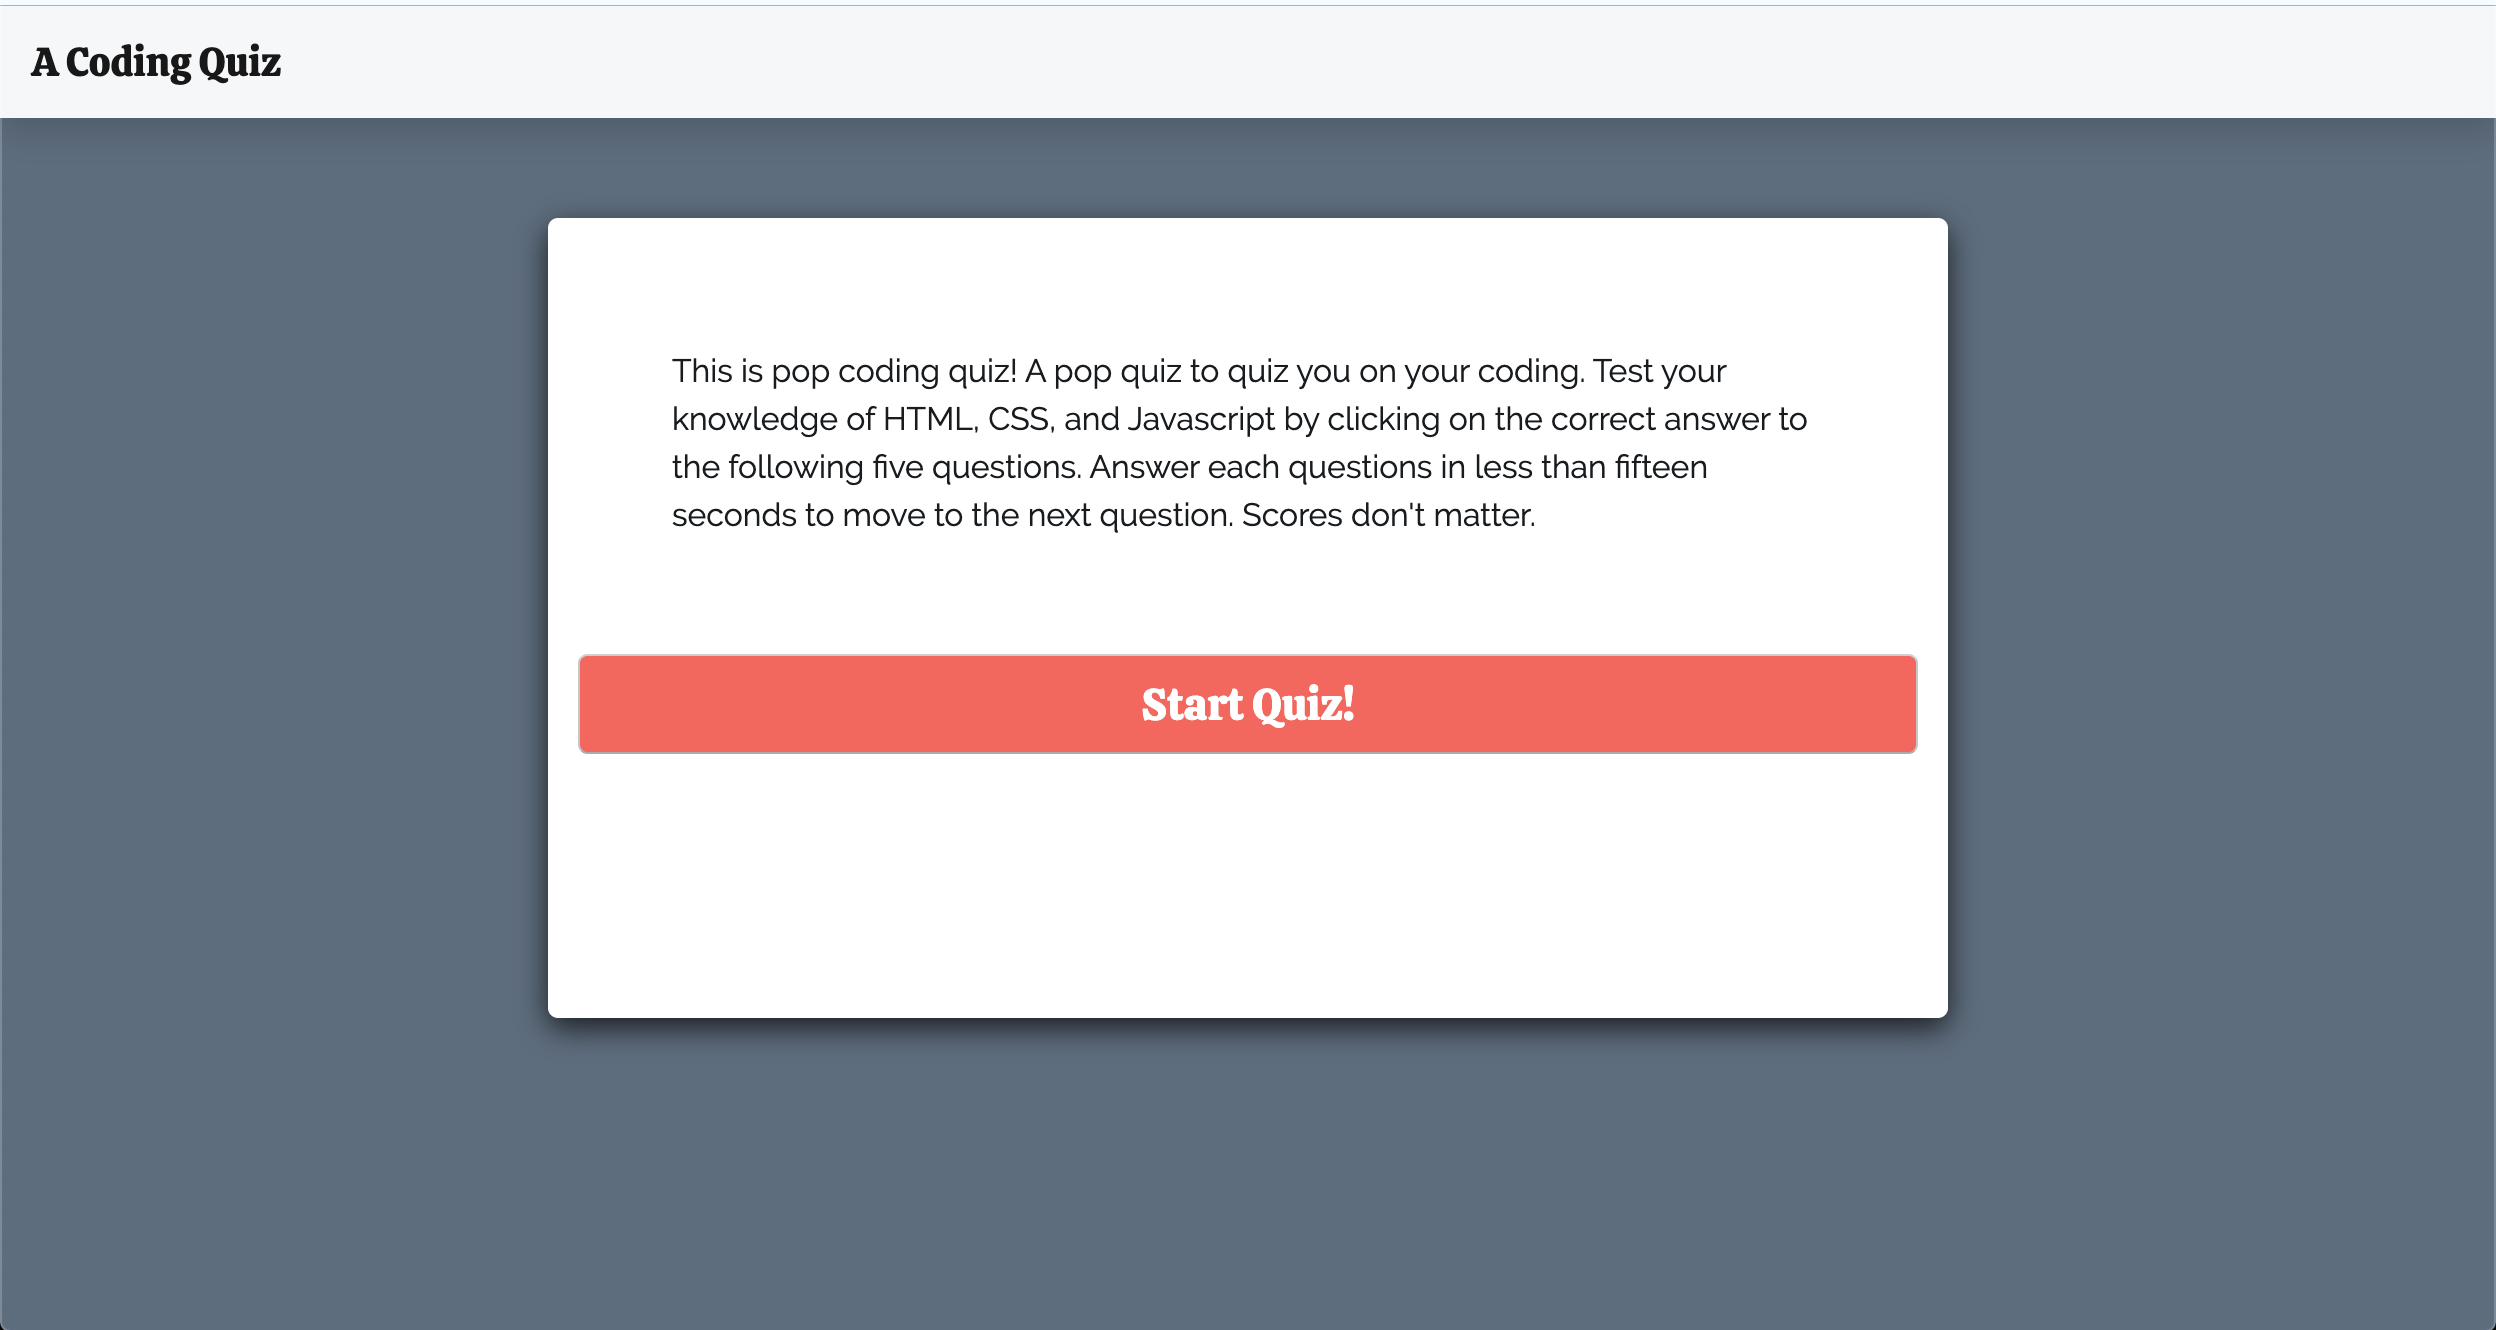 A Coding Quiz
This is pop coding quiz! A pop quiz to quiz you on your coding. Test your
knowledge of HTML, CSS, and Javascript by clicking on the correct answer to
the following five questions. Answer each questions in less than fifteen
seconds to move to the next question. Scores don't matter.
Start Quiz!